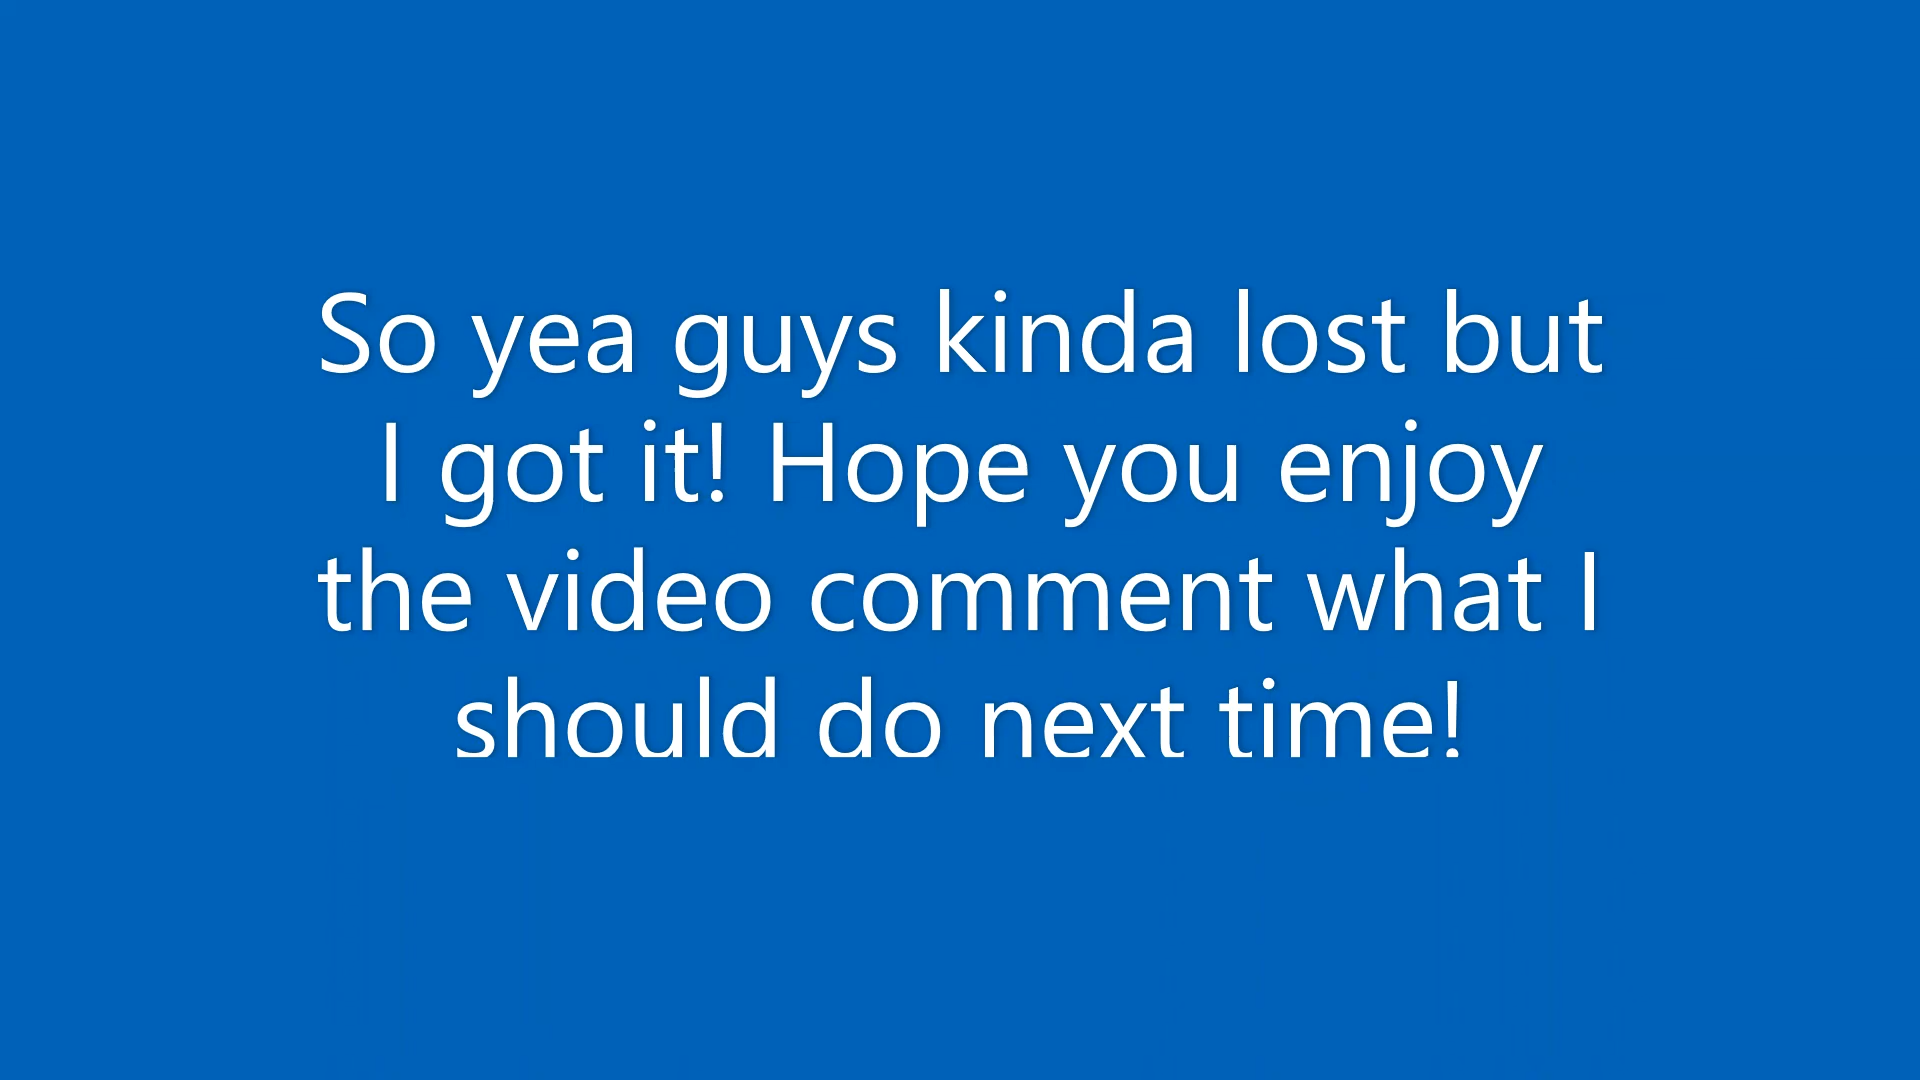 So yea guys kinda lost but
I got it! Hope you enjoy
the video comment what I
should do next time!